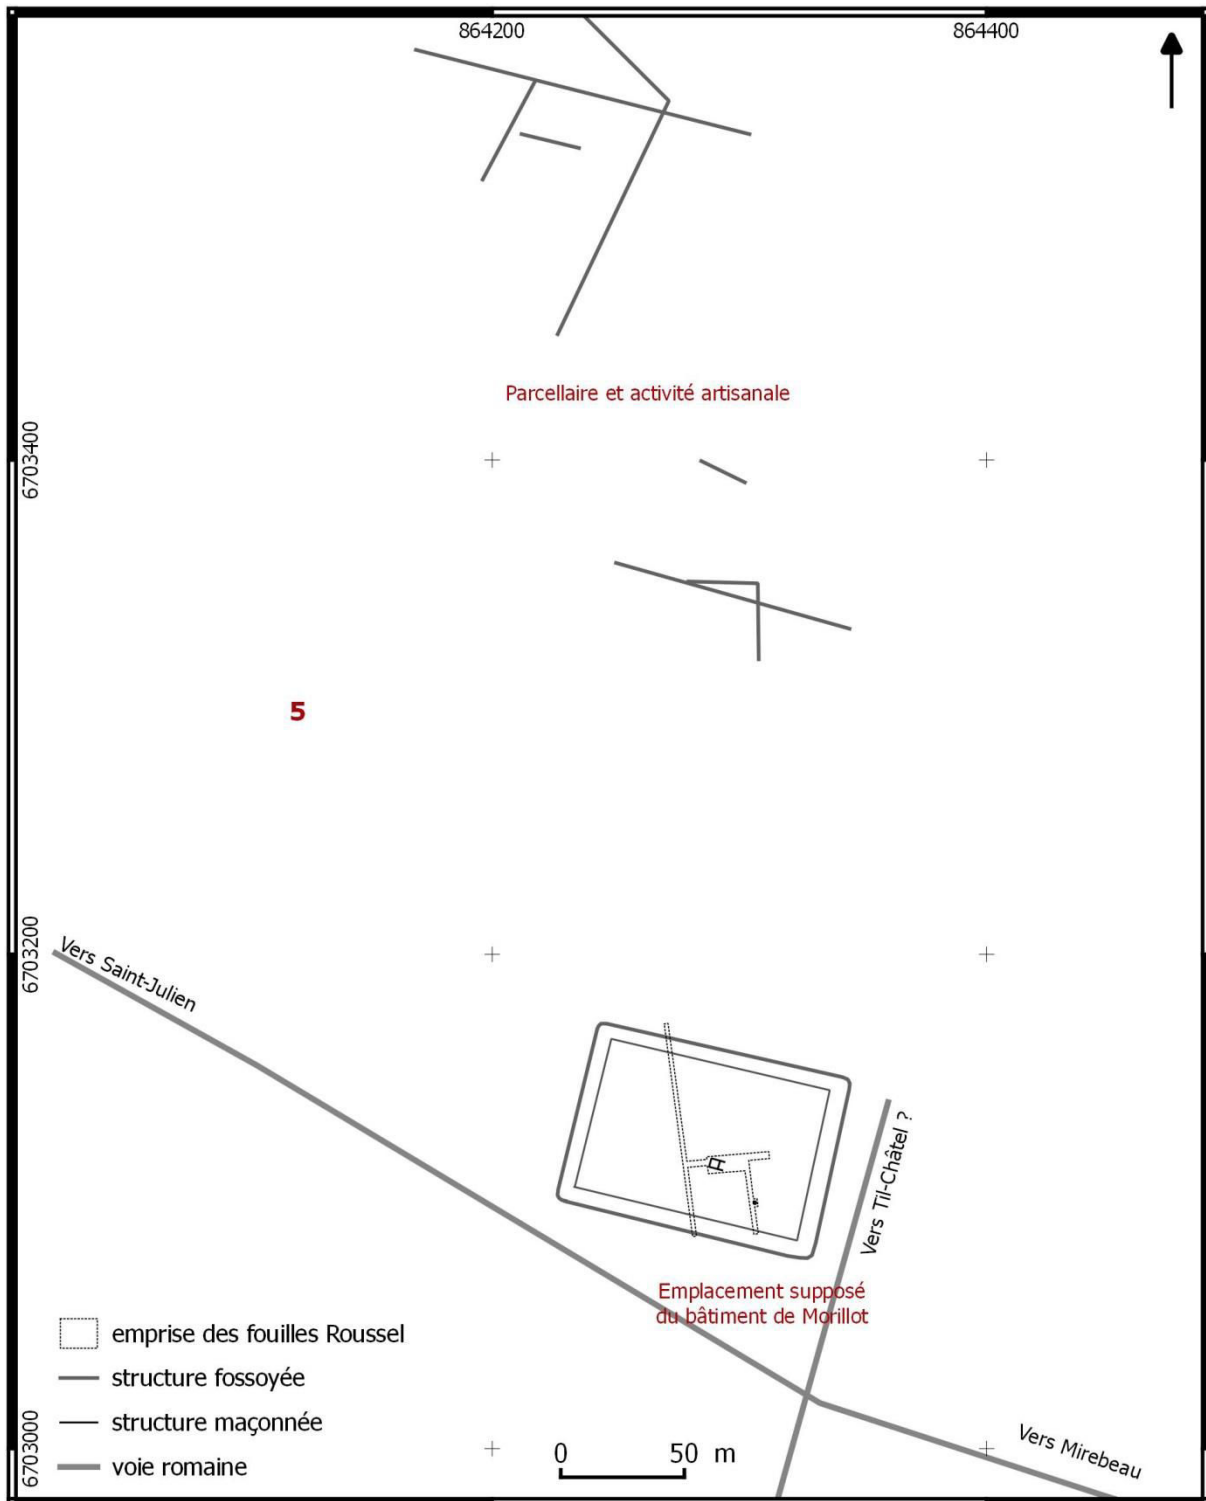 864200
864400
Parcellaire et activité artisanale
6703400
5
6703200
Vers Saint-Julien
Vers Til-Châtel ?
Emplacement supposé
du bâtiment de Morillot
emprise des fouilles Roussel
structure fossoyée
structure maçonnée
voie romaine
0 50 m
Vers Mirebeau
6703000